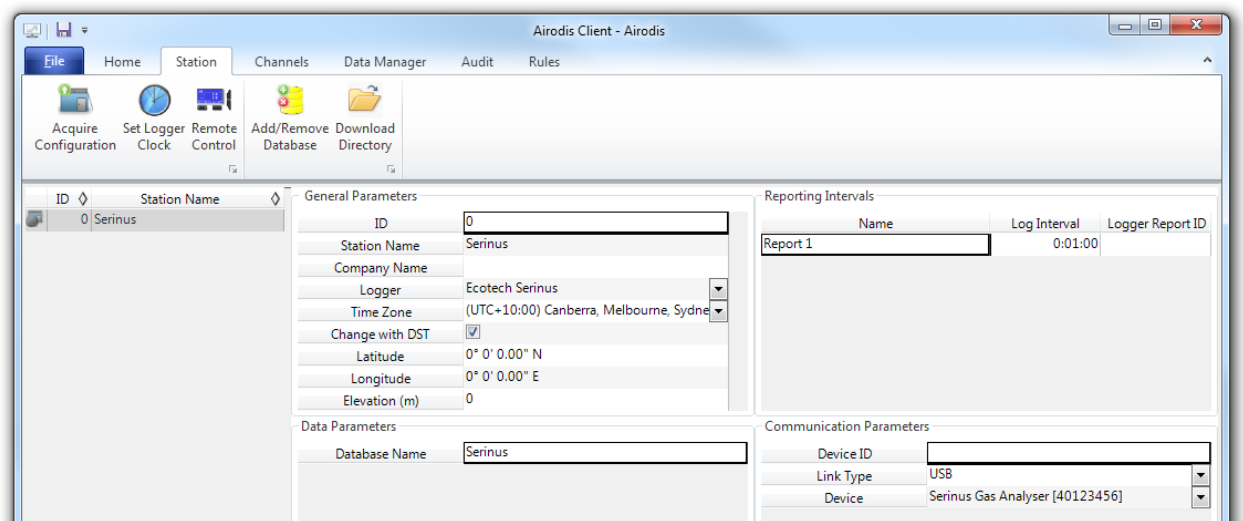 Airodis Client - Airodis
File Home Station Channels Data Manager Audit Rules
Acquire Configuration
Set Logger Clock
Remote Control
Add/Remove Database
Download Directory
ID Station Name
0 Serinus
General Parameters
ID 0
Station Name Serinus
Company Name
Logger Ecotech Serinus
Time Zone (UTC+10:00) Canberra, Melbourne, Sydne
Change with DST
Latitude 0° 0' 0.00" N
Longitude 0° 0' 0.00" E
Elevation (m) 0
Reporting Intervals
Name Log Interval Logger Report ID
Report 1 0:01:00
Data Parameters
Database Name Serinus
Communication Parameters
Device ID
Link Type USB
Device Serinus Gas Analyser [40123456]